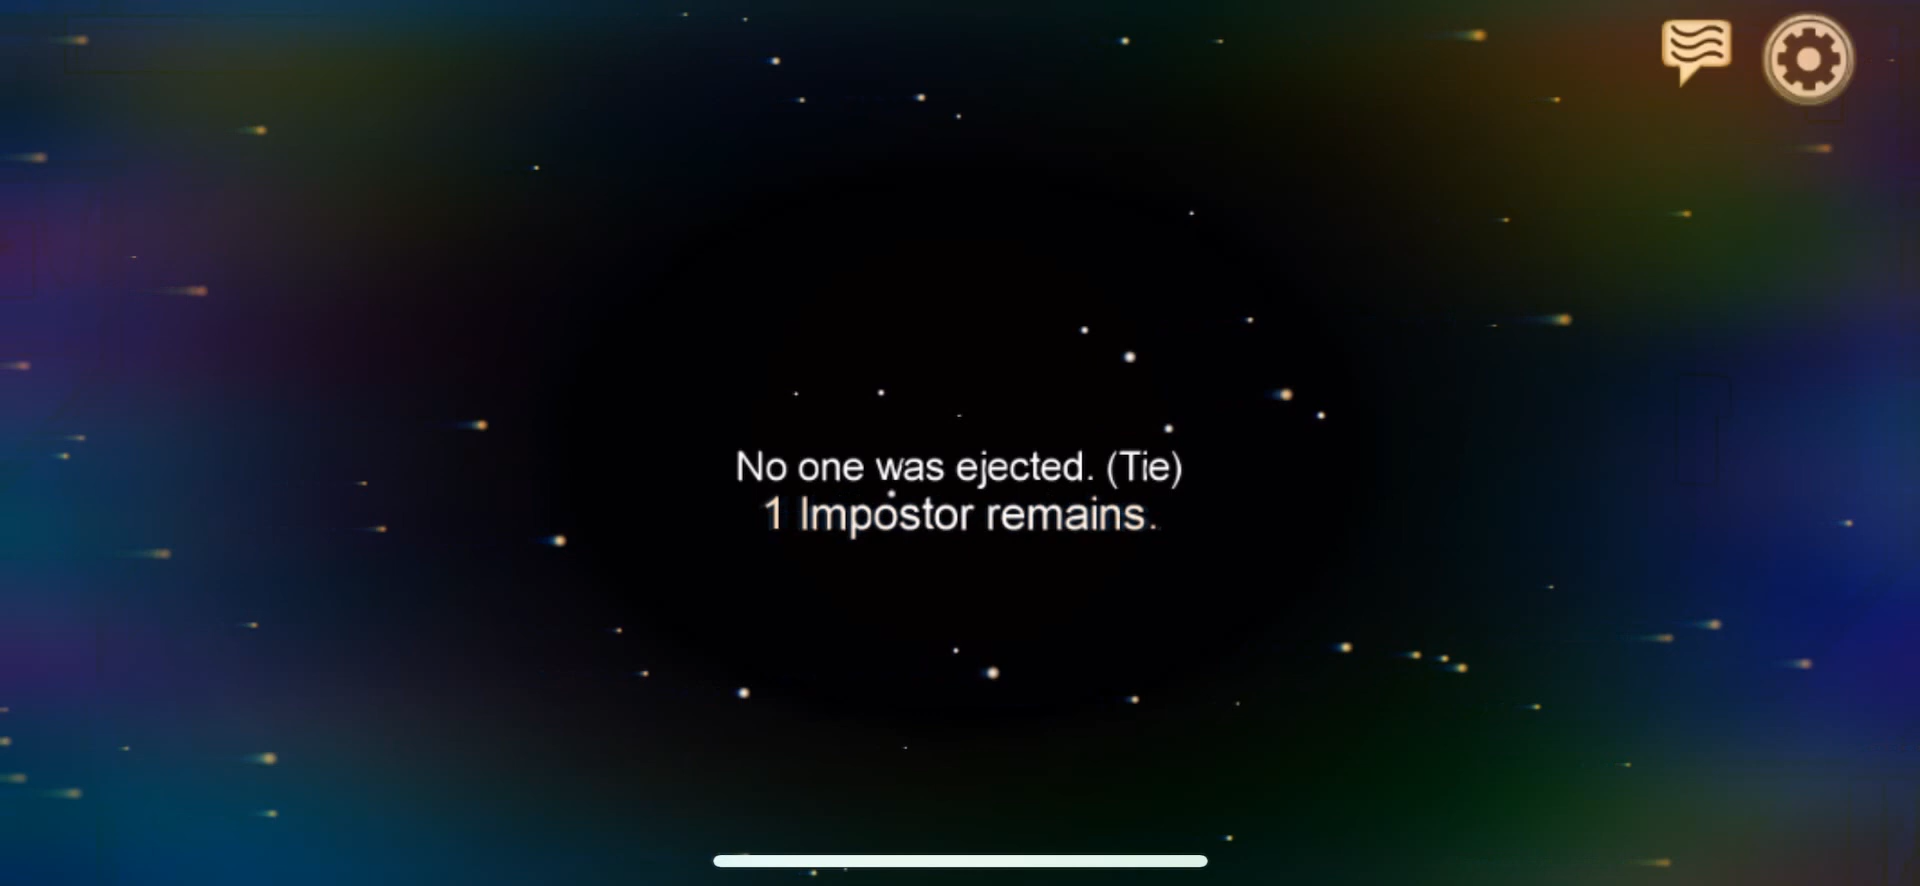 No one was ejected. (Tie)
1 Impostor remains.